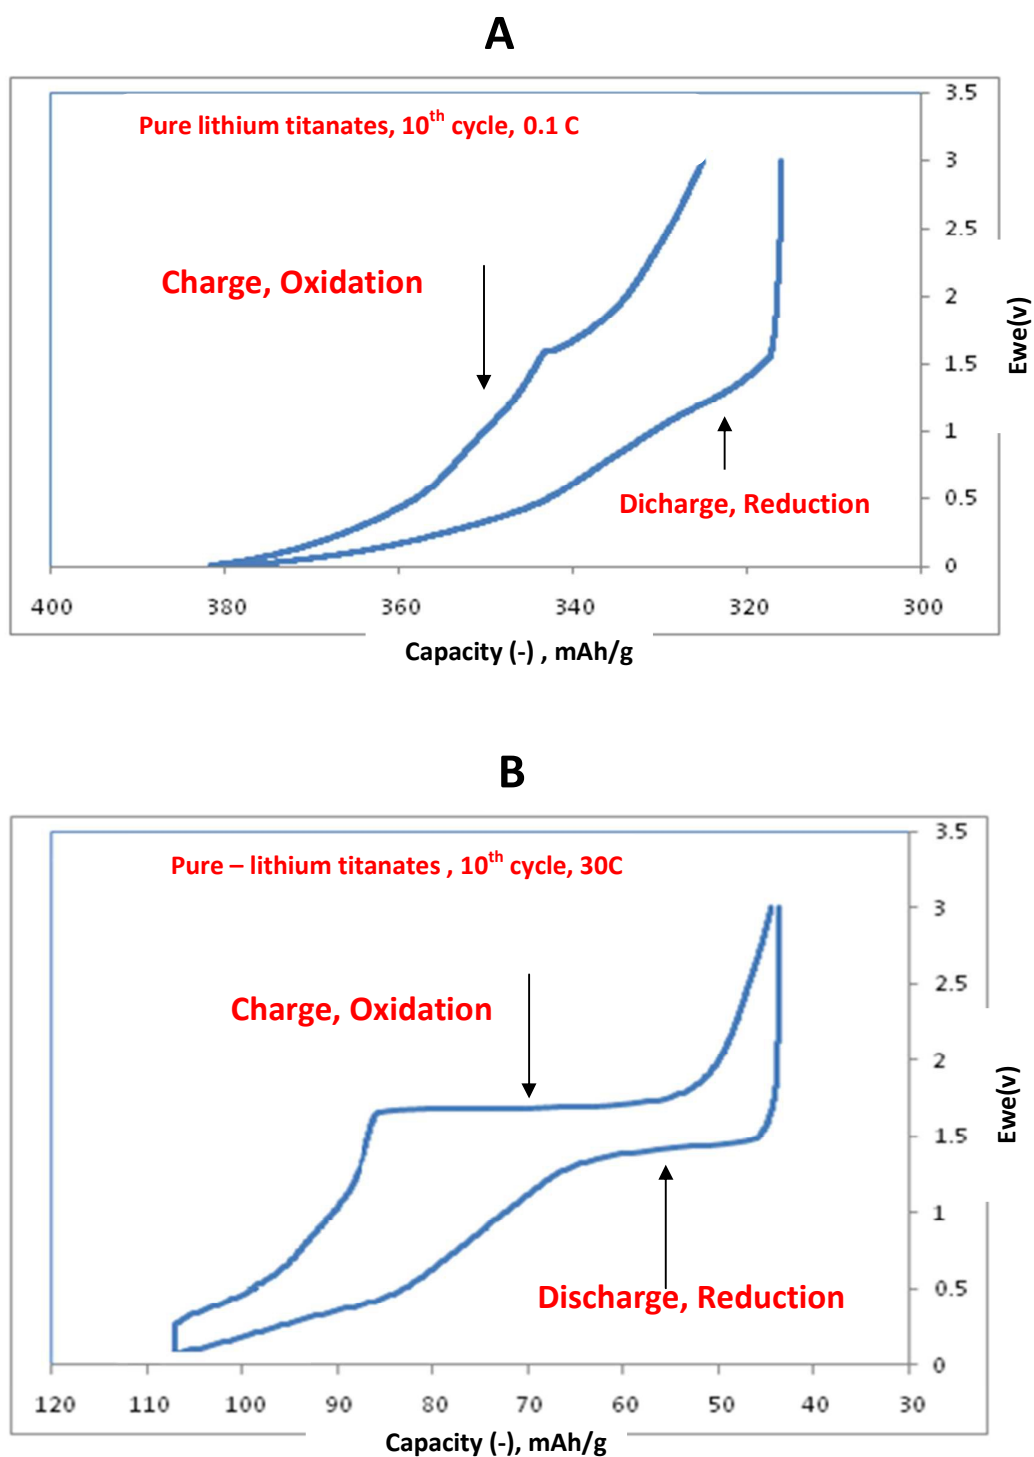 A
Pure lithium titanates, 10th cycle, 0.1 C
3.5
3
Charge, Oxidation
2.5
2
Ewe(v)
1.5
1
Dicharge, Reduction
0.5
0
400 380 360 340 320 300
Capacity (-) , mAh/g
B
Pure – lithium titanates , 10th cycle, 30C
3.5
3
Charge, Oxidation
2.5
2
Ewe(v)
1.5
1
Discharge, Reduction
0.5
0
120 110 100 90 80 70 60 50 40 30
Capacity (-), mAh/g